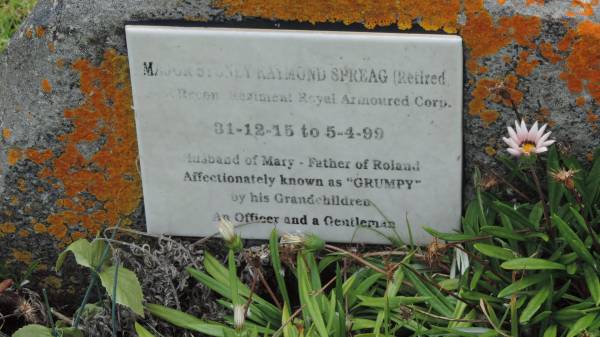 MAJOR SYDNEY RAYMOND SPREAG (Retired)
Recon. Regiment Royal Armoured Corp.
31-12-15 to 5-4-99
Husband of Mary - Father of Roland
Affectionately known as "GRUMPY"
by his Grandchildren
An Officer and a Gentleman